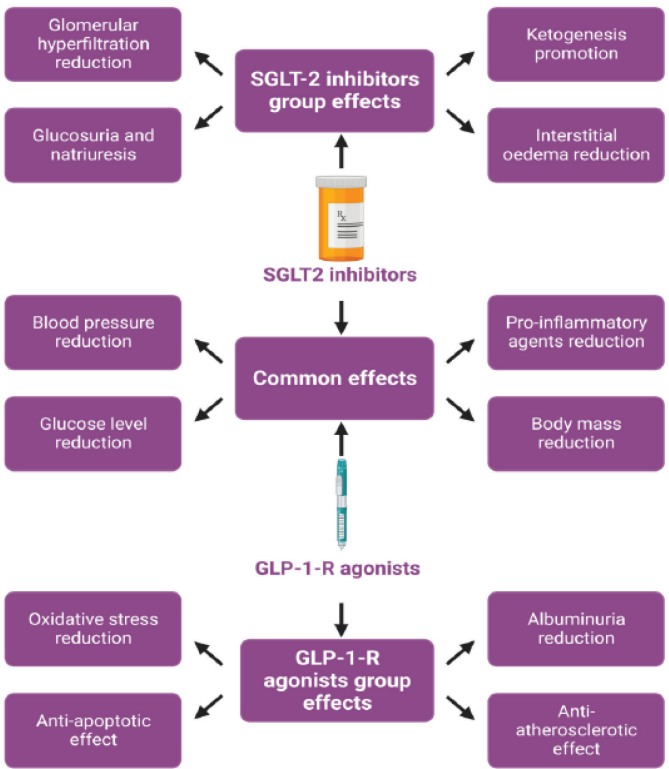 Glomerular
hyperfiltration
reduction
SGLT-2 inhibitors
group effects
Ketogenesis
promotion
Glucosuria and
natriuresis
Interstitial
oedema reduction
Rx
SGLT2 inhibitors
Blood pressure
reduction
Common effects
Pro-inflammatory
agents reduction
Glucose level
reduction
Body mass
reduction
GLP-1-R agonists
Oxidative stress
reduction
GLP-1-R
agonists group
effects
Albuminuria
reduction
Anti-apoptotic
effect
Anti-
atherosclerotic
effect